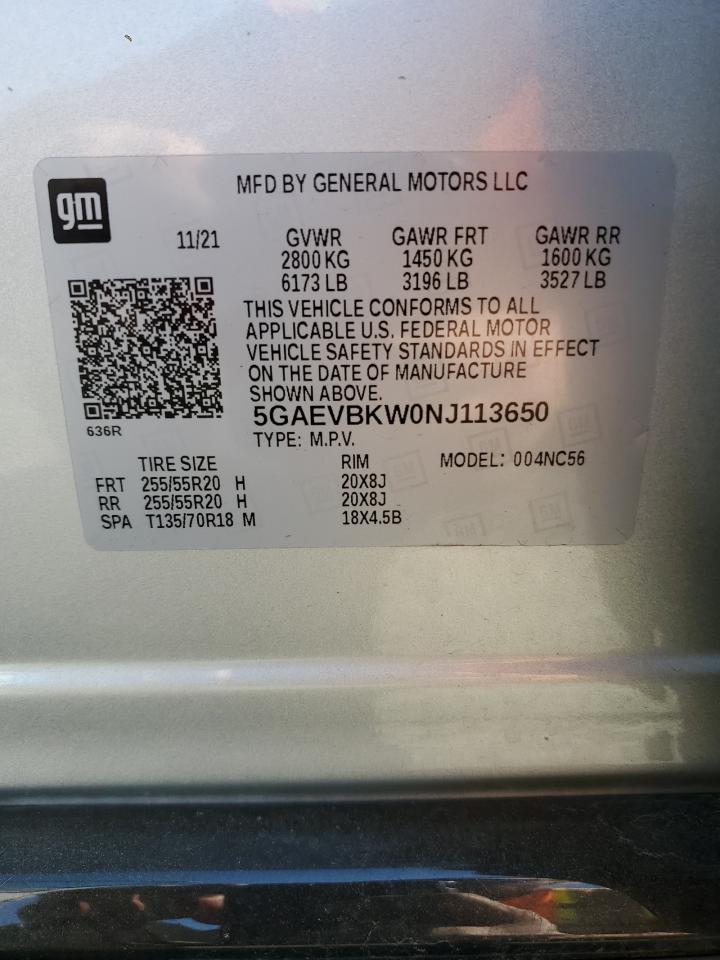 gm
MFD BY GENERAL MOTORS LLC
11/21 GVWR GAWR FRT GAWR RR
2800 KG 1450 KG 1600 KG
6173 LB 3196 LB 3527 LB
THIS VEHICLE CONFORMS TO ALL
APPLICABLE U.S. FEDERAL MOTOR
VEHICLE SAFETY STANDARDS IN EFFECT
ON THE DATE OF MANUFACTURE
SHOWN ABOVE.
5GAEVBKW0NJ113650
636R
TYPE: M.P.V.
TIRE SIZE RIM MODEL: 004NC56
FRT 255/55R20 H 20X8J
RR 255/55R20 H 20X8J
SPA T135/70R18 M 18X4.5B